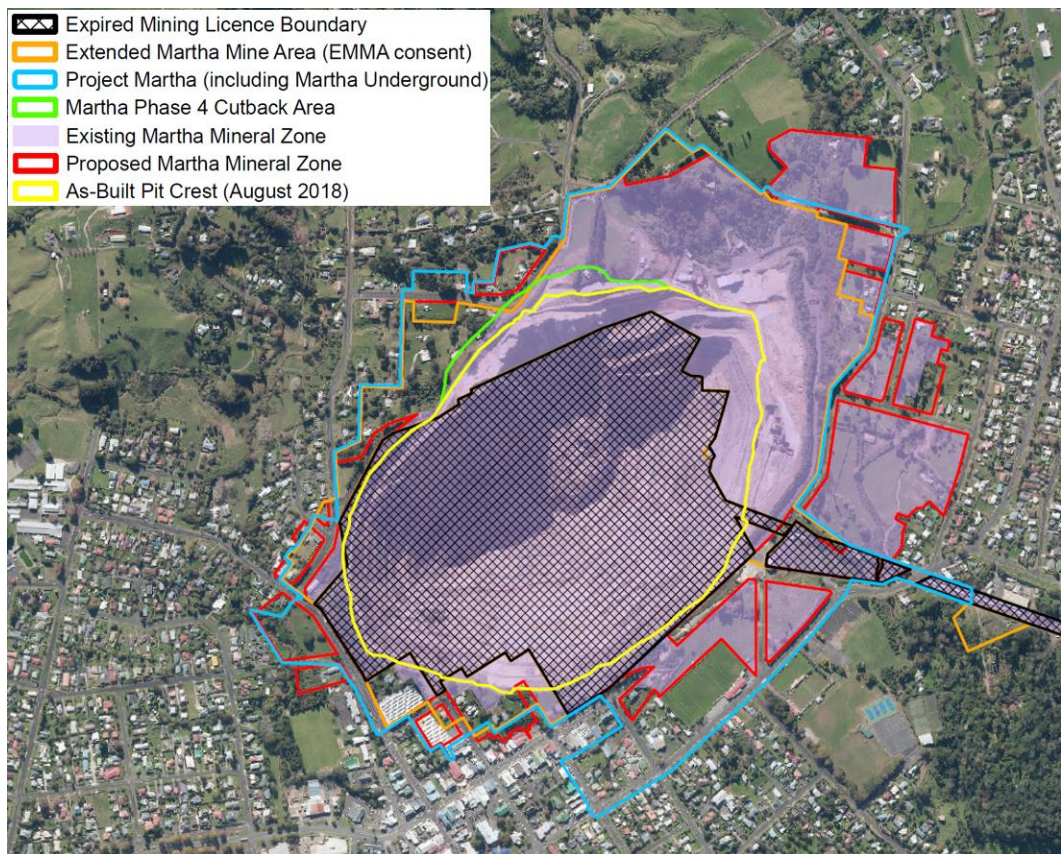 Expired Mining Licence Boundary
Extended Martha Mine Area (EMMA consent)
Project Martha (including Martha Underground)
Martha Phase 4 Cutback Area
Existing Martha Mineral Zone
Proposed Martha Mineral Zone
As-Built Pit Crest (August 2018)